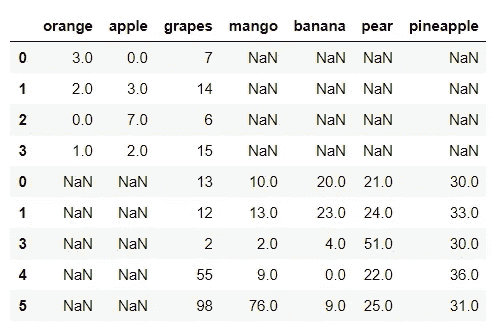 orange apple grapes mango banana pear pineapple
0 3.0 0.0 7 NaN NaN NaN NaN
1 2.0 3.0 14 NaN NaN NaN NaN
2 0.0 7.0 6 NaN NaN NaN NaN
3 1.0 2.0 15 NaN NaN NaN NaN
0 NaN NaN 13 10.0 20.0 21.0 30.0
1 NaN NaN 12 13.0 23.0 24.0 33.0
3 NaN NaN 2 2.0 4.0 51.0 30.0
4 NaN NaN 55 9.0 0.0 22.0 36.0
5 NaN NaN 98 76.0 9.0 25.0 31.0